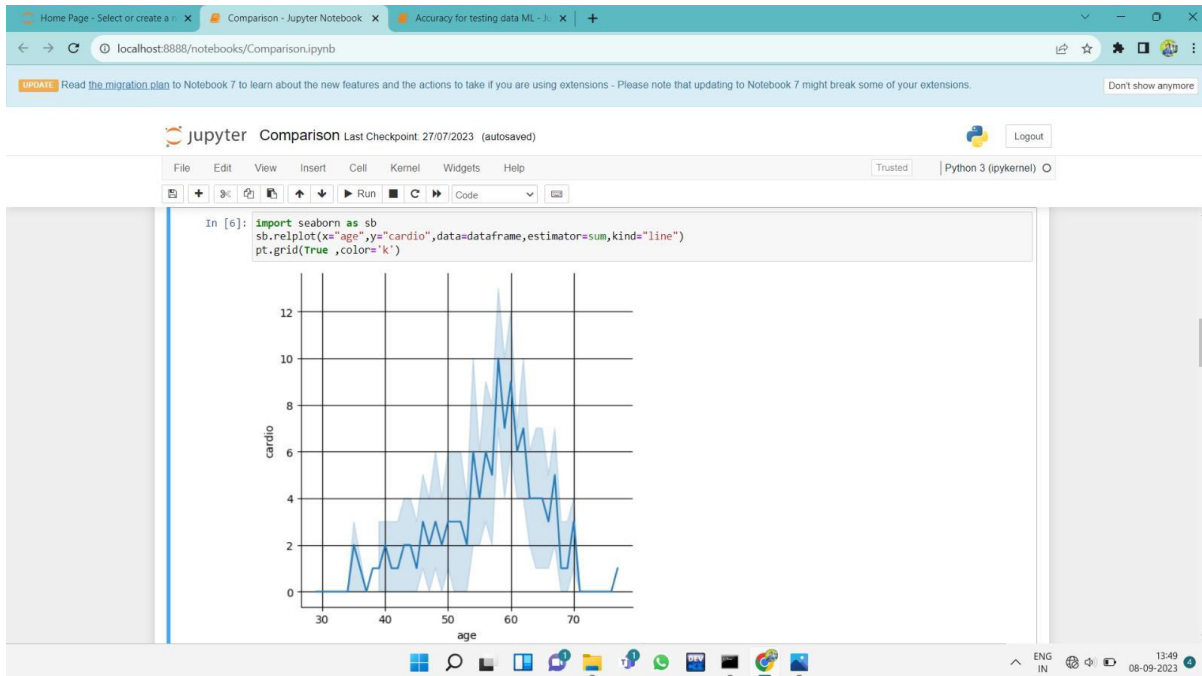 Home Page - Select or create a n
Comparison - Jupyter Notebook
Accuracy for testing data ML - Ju
localhost:8888/notebooks/Comparison.ipynb
UPDATE Read the migration plan to Notebook 7 to learn about the new features and the actions to take if you are using extensions - Please note that updating to Notebook 7 might break some of your extensions.
Don't show anymore
jupyter Comparison Last Checkpoint: 27/07/2023 (autosaved)
Logout
File Edit View Insert Cell Kernel Widgets Help
Trusted
Python 3 (ipykernel)
Run
Code
In [6]: import seaborn as sb
sb.relplot(x="age",y="cardio",data=dataframe,estimator=sum,kind="line")
pt.grid(True ,color='k')
12
10
8
6
4
2
0
cardio
30 40 50 60 70
age
DEV
1
1
ENG
IN
13:49
08-09-2023
4